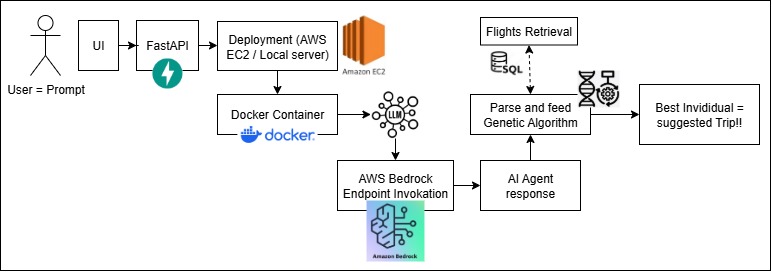 User = Prompt
UI
FastAPI
Deployment (AWS
EC2 / Local server)
Amazon EC2
Docker Container
docker
LLM
AWS Bedrock
Endpoint Invokation
Amazon Bedrock
AI Agent
response
Parse and feed
Genetic Algorithm
SQL
Flights Retrieval
Best Invididual =
suggested Trip!!